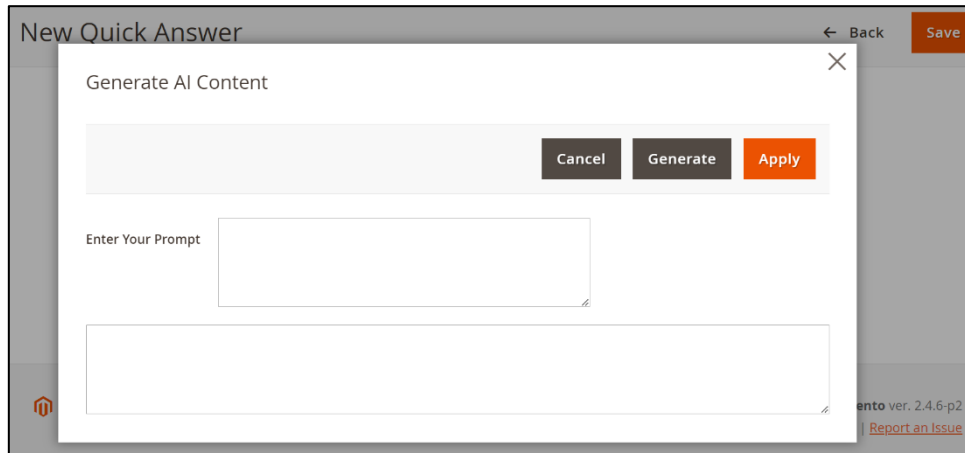 New Quick Answer
← Back
Save
Generate AI Content
Cancel
Generate
Apply
Enter Your Prompt
ento ver. 2.4.6-p2
| Report an Issue